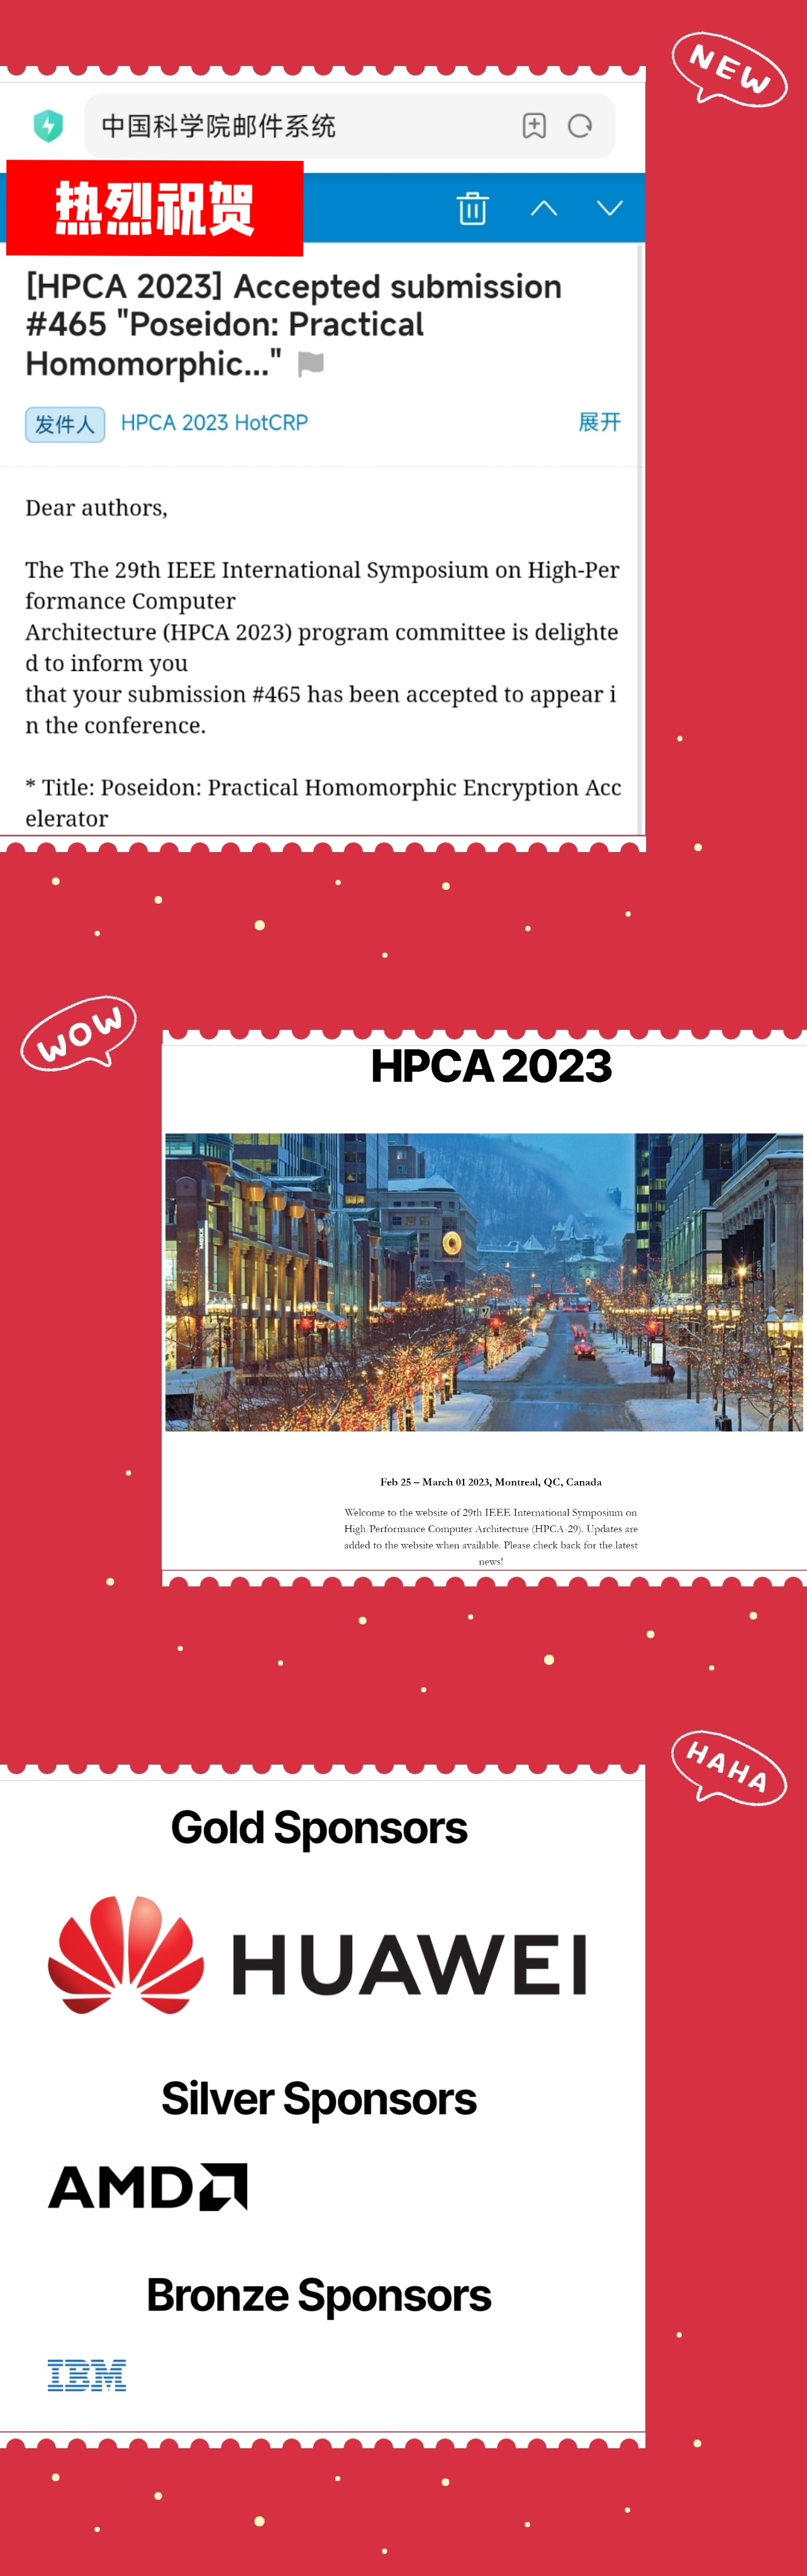 NEW
中国科学院邮件系统
热烈祝贺
[HPCA 2023] Accepted submission
#465 "Poseidon: Practical
Homomorphic..."
发件人 HPCA 2023 HotCRP 展开
Dear authors,
The The 29th IEEE International Symposium on High-Per
formance Computer
Architecture (HPCA 2023) program committee is delighte
d to inform you
that your submission #465 has been accepted to appear i
n the conference.
* Title: Poseidon: Practical Homomorphic Encryption Acc
elerator
WOW
HPCA 2023
Feb 25 – March 01 2023, Montreal, QC, Canada
Welcome to the website of 29th IEEE International Symposium on
High-Performance Computer Architecture (HPCA-29). Updates are
added to the website when available. Please check back for the latest
news!
HAHA
Gold Sponsors
HUAWEI
Silver Sponsors
AMD
Bronze Sponsors
IBM